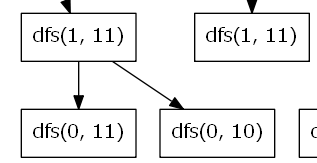 dfs(1, 11) dfs(1, 11)
dfs(0, 11) dfs(0, 10)